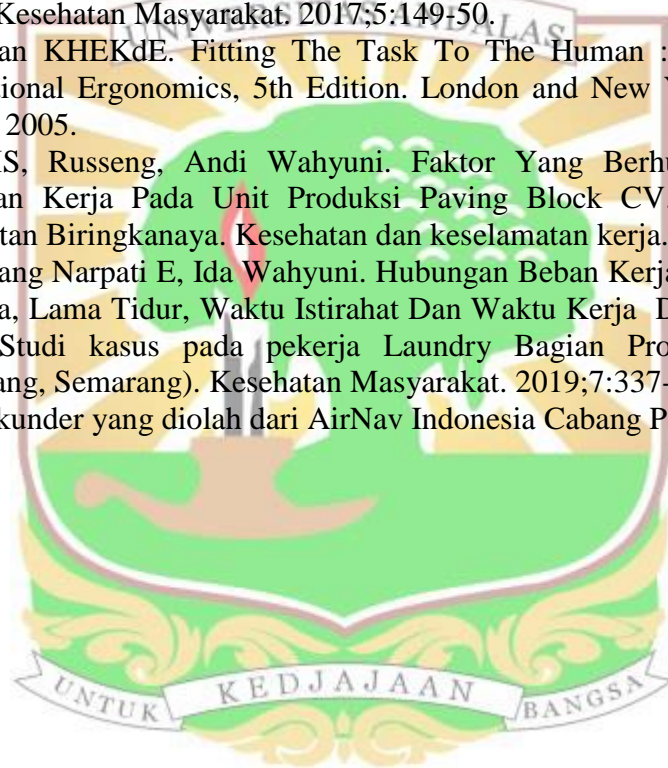 Kesehatan Masyarakat. 2017;5:149-50.
UNIVERSITAS ANDALAS
an KHEKdE. Fitting The Task To The Human :
tional Ergonomics, 5th Edition. London and New Y
2005.
IS, Russeng, Andi Wahyuni. Faktor Yang Berhu
an Kerja Pada Unit Produksi Paving Block CV.
tan Biringkanaya. Kesehatan dan keselamatan kerja.
ang Narpati E, Ida Wahyuni. Hubungan Beban Kerja
a, Lama Tidur, Waktu Istirahat Dan Waktu Kerja D
Studi kasus pada pekerja Laundry Bagian Pro
ang, Semarang). Kesehatan Masyarakat. 2019;7:337-
kunder yang diolah dari AirNav Indonesia Cabang P
UNTUK KEDJAJAAN BANGSA